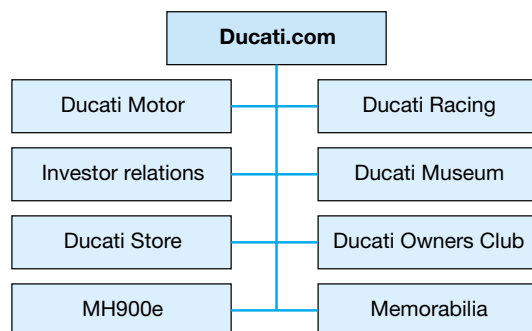 Ducati.com
Ducati Motor
Ducati Racing
Investor relations
Ducati Museum
Ducati Store
Ducati Owners Club
MH900e
Memorabilia